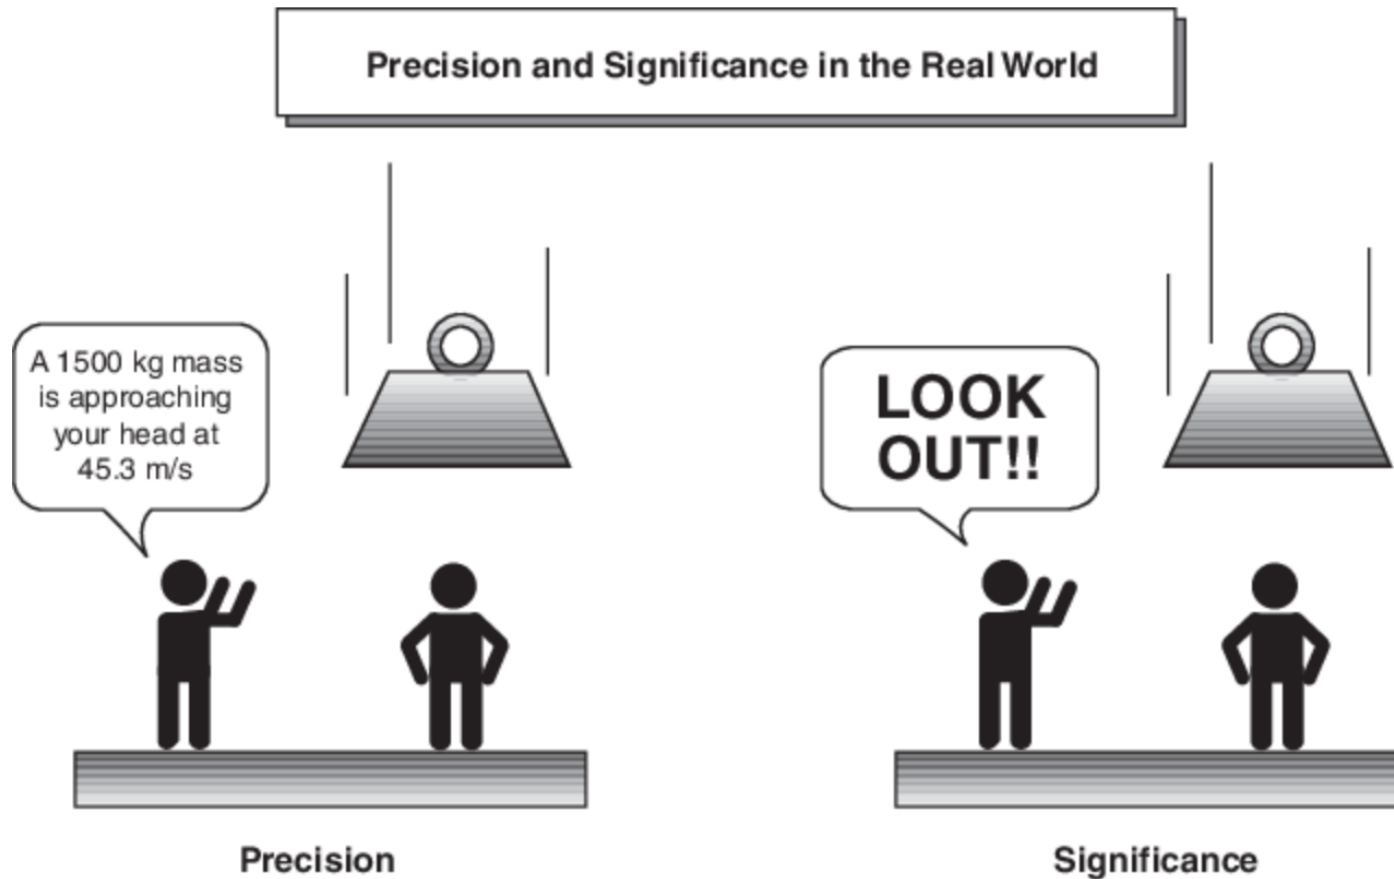 Precision and Significance in the Real World
A 1500 kg mass
is approaching
your head at
45.3 m/s
LOOK
OUT!!
Precision
Significance